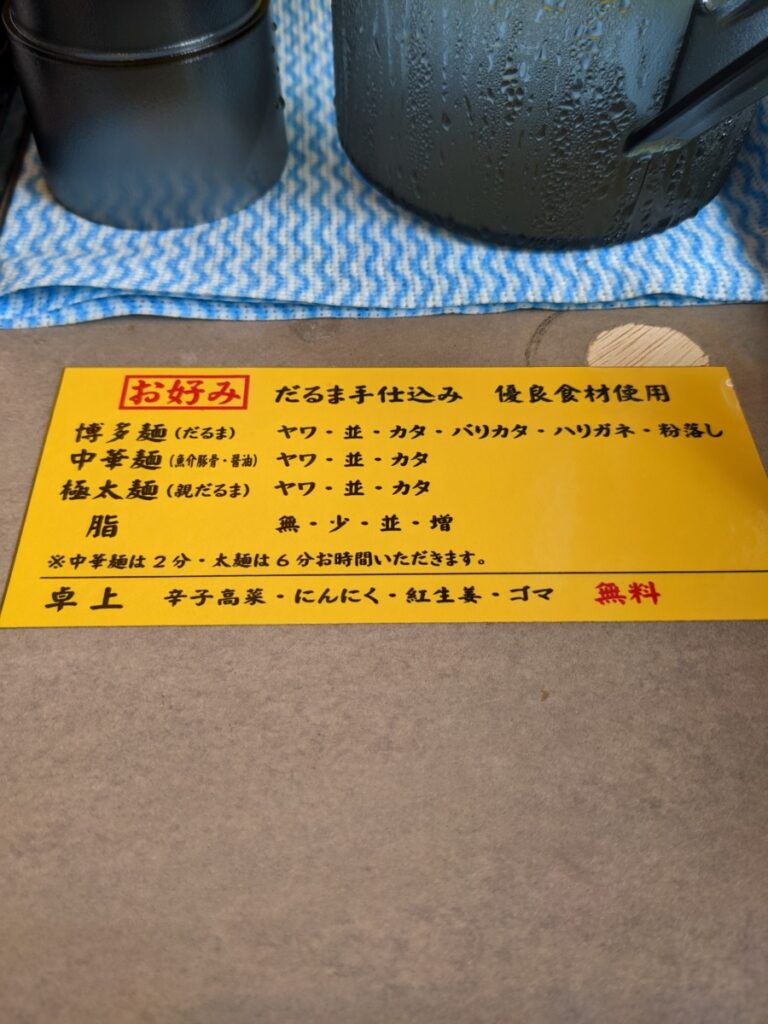 お好み だるま手仕込み 優良食材使用
博多麺(だるま) ヤワ・並・カタ・バリカタ・ハリガネ・粉落し
中華麺(魚介豚骨・醤油) ヤワ・並・カタ
極太麺(親だるま) ヤワ・並・カタ
脂 無・少・並・増
※中華麺は2分・太麺は6分お時間いただきます。
卓上 辛子高菜・にんにく・紅生姜・ゴマ 無料